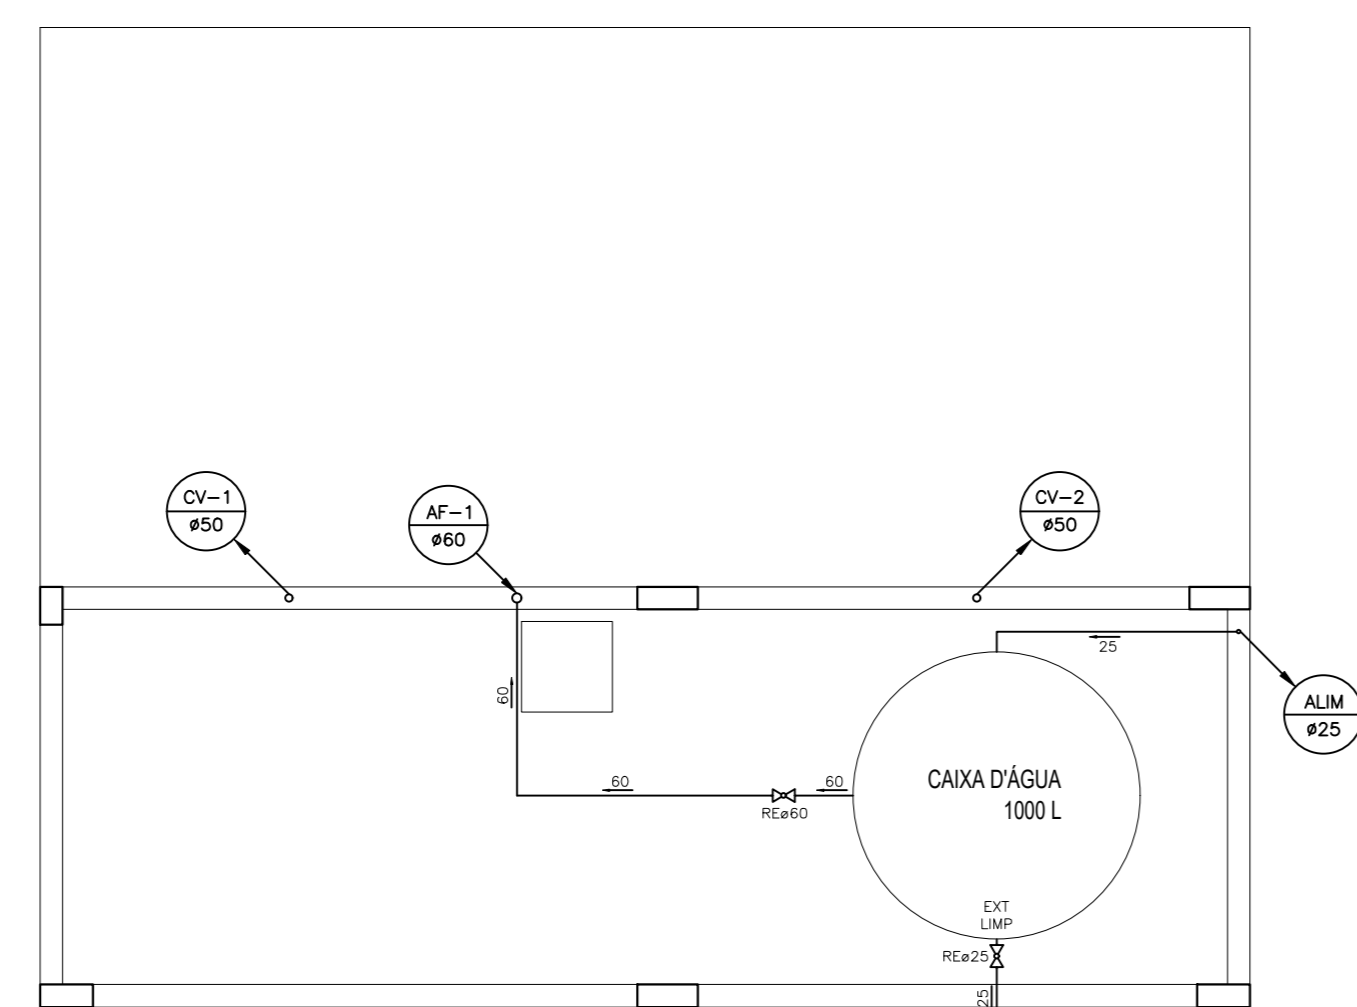 CV-1
ø50
AF-1
ø60
CV-2
ø50
25
ALIM
ø25
60
60
60
REø60
CAIXA D'ÁGUA
1000 L
EXT
LIMP
REø25
25